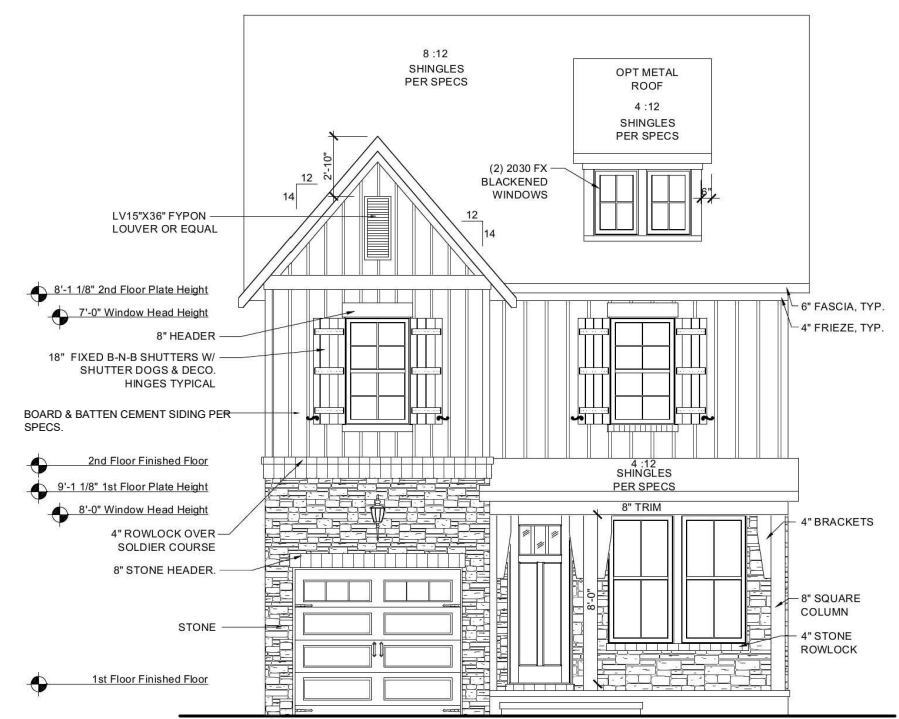 8 :12
SHINGLES
PER SPECS
OPT METAL
ROOF
4 :12
SHINGLES
PER SPECS
2'-10"
12
14
(2) 2030 FX
BLACKENED
WINDOWS
6"
LV15"X36" FYPON
LOUVER OR EQUAL
12
14
8'-1 1/8" 2nd Floor Plate Height
7'-0" Window Head Height
6" FASCIA, TYP.
4" FRIEZE, TYP.
8" HEADER
18" FIXED B-N-B SHUTTERS W/
SHUTTER DOGS & DECO.
HINGES TYPICAL
BOARD & BATTEN CEMENT SIDING PER
SPECS.
2nd Floor Finished Floor
4 :12
SHINGLES
PER SPECS
9'-1 1/8" 1st Floor Plate Height
8'-0" Window Head Height
8" TRIM
4" BRACKETS
4" ROWLOCK OVER
SOLDIER COURSE
8" STONE HEADER.
8'-0"
8" SQUARE
COLUMN
STONE
4" STONE
ROWLOCK
1st Floor Finished Floor